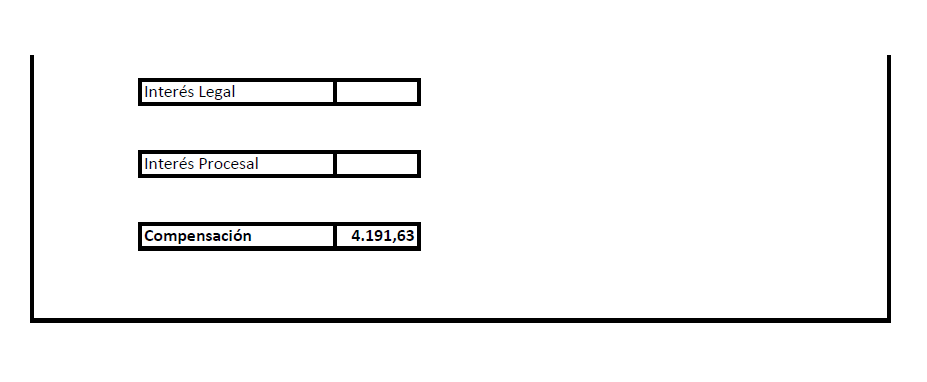 Interés Legal
Interés Procesal
Compensación 4.191,63